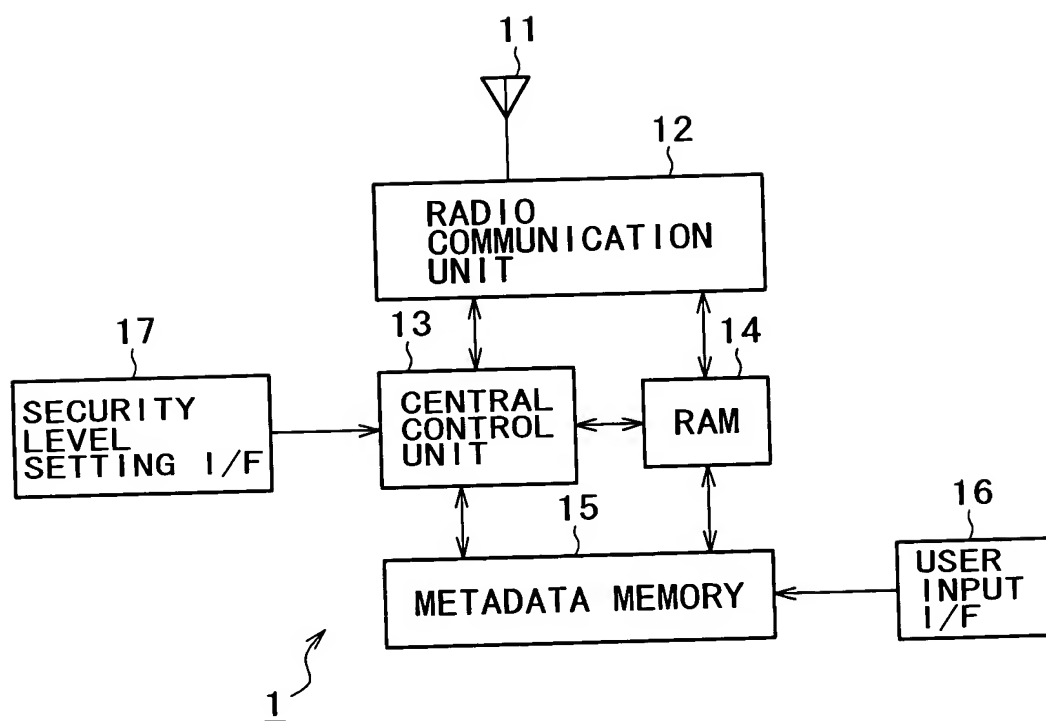 11
12
RADIO
COMMUNICATION
UNIT
17
13
14
SECURITY
LEVEL
SETTING I/F
CENTRAL
CONTROL
UNIT
RAM
15
16
METADATA MEMORY
USER
INPUT
I/F
1